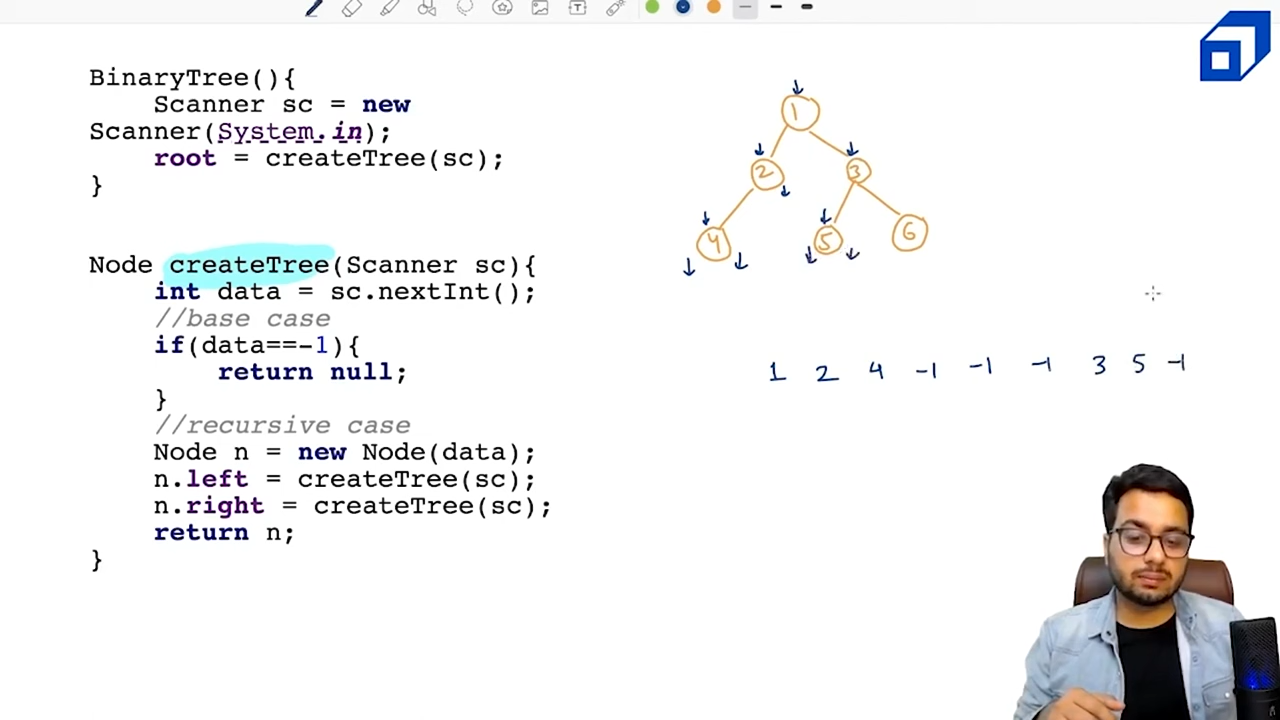 BinaryTree(){
Scanner sc = new
Scanner(System.in);
root = createTree(sc);
}
Node createTree(Scanner sc){
int data = sc.nextInt();
//base case
if(data==-1){
return null;
}
//recursive case
Node n = new Node(data);
n.left = createTree(sc);
n.right = createTree(sc);
return n;
}
1
2 3
4 5 6
1 2 4 -1 -1 -1 3 5 -1